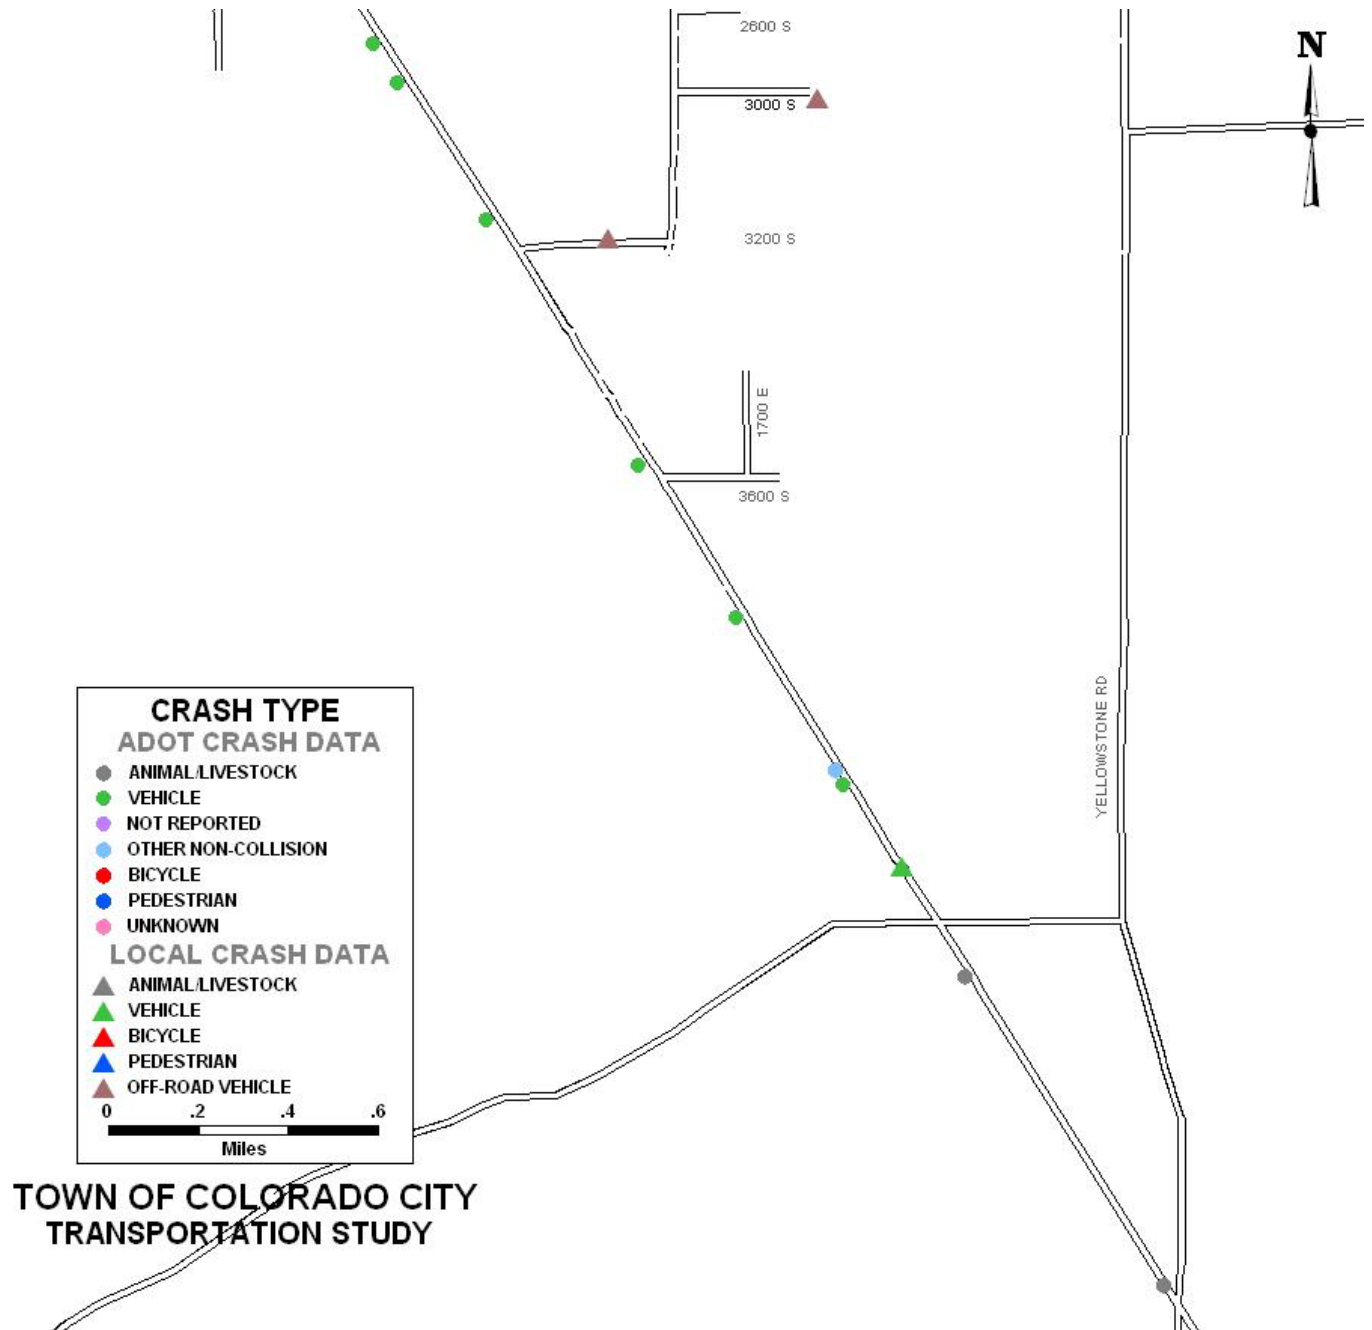 2600 S
N
3000 S
3200 S
1700 E
3600 S
YELLOWSTONE RD
CRASH TYPE
ADOT CRASH DATA
ANIMAL/LIVESTOCK
VEHICLE
NOT REPORTED
OTHER NON-COLLISION
BICYCLE
PEDESTRIAN
UNKNOWN
LOCAL CRASH DATA
ANIMAL/LIVESTOCK
VEHICLE
BICYCLE
PEDESTRIAN
OFF-ROAD VEHICLE
0 .2 .4 .6
Miles
TOWN OF COLORADO CITY
TRANSPORTATION STUDY